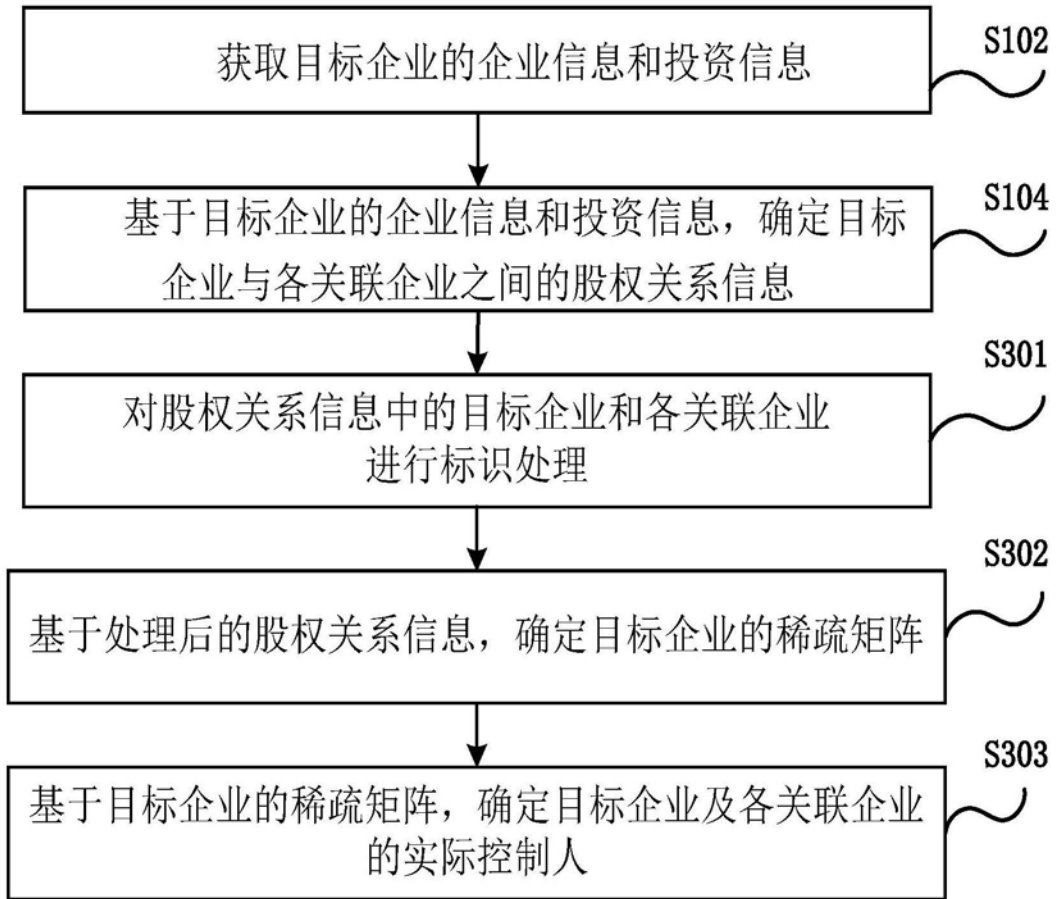 获取目标企业的企业信息和投资信息
S102
基于目标企业的企业信息和投资信息，确定目标
企业与各关联企业之间的股权关系信息
S104
对股权关系信息中的目标企业和各关联企业
进行标识处理
S301
基于处理后的股权关系信息，确定目标企业的稀疏矩阵
S302
基于目标企业的稀疏矩阵，确定目标企业及各关联企业
的实际控制人
S303